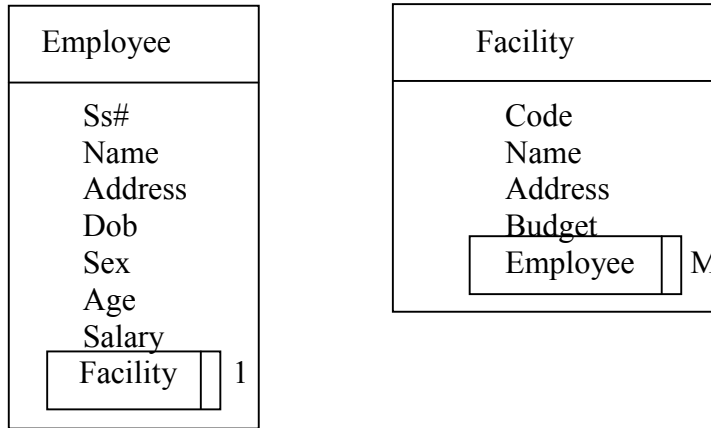 Employee
Ss#
Name
Address
Dob
Sex
Age
Salary
Facility 1
Facility
Code
Name
Address
Budget
Employee M